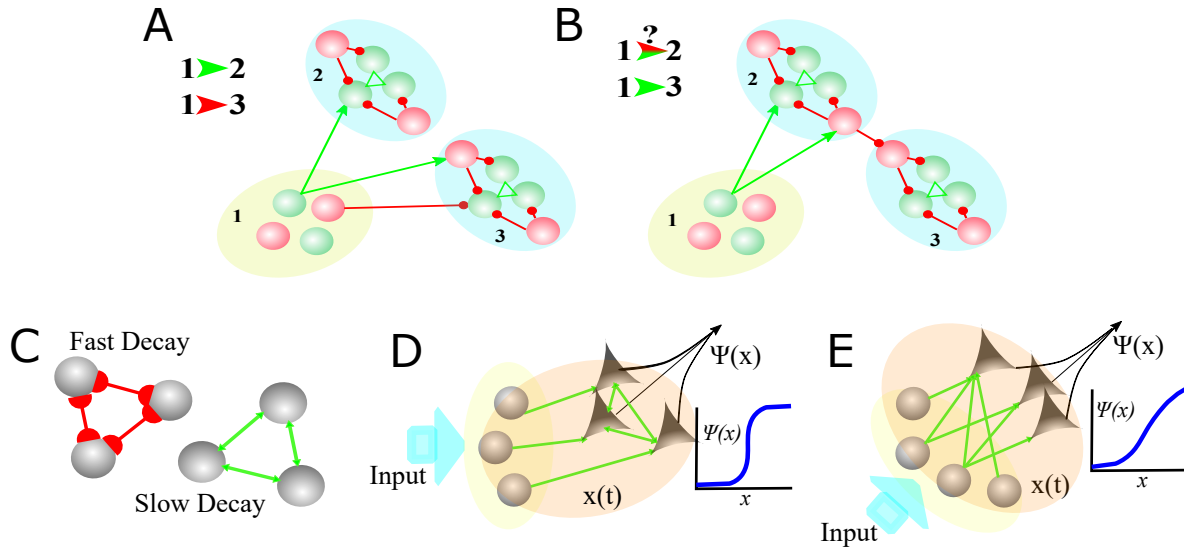 A
1 2
1 3
2
1
3
B
?
1 2
1 3
2
1
3
C
Fast Decay
Slow Decay
D
Input
x(t)
Ψ(x)
Ψ(x)
x
E
Input
x(t)
Ψ(x)
Ψ(x)
x